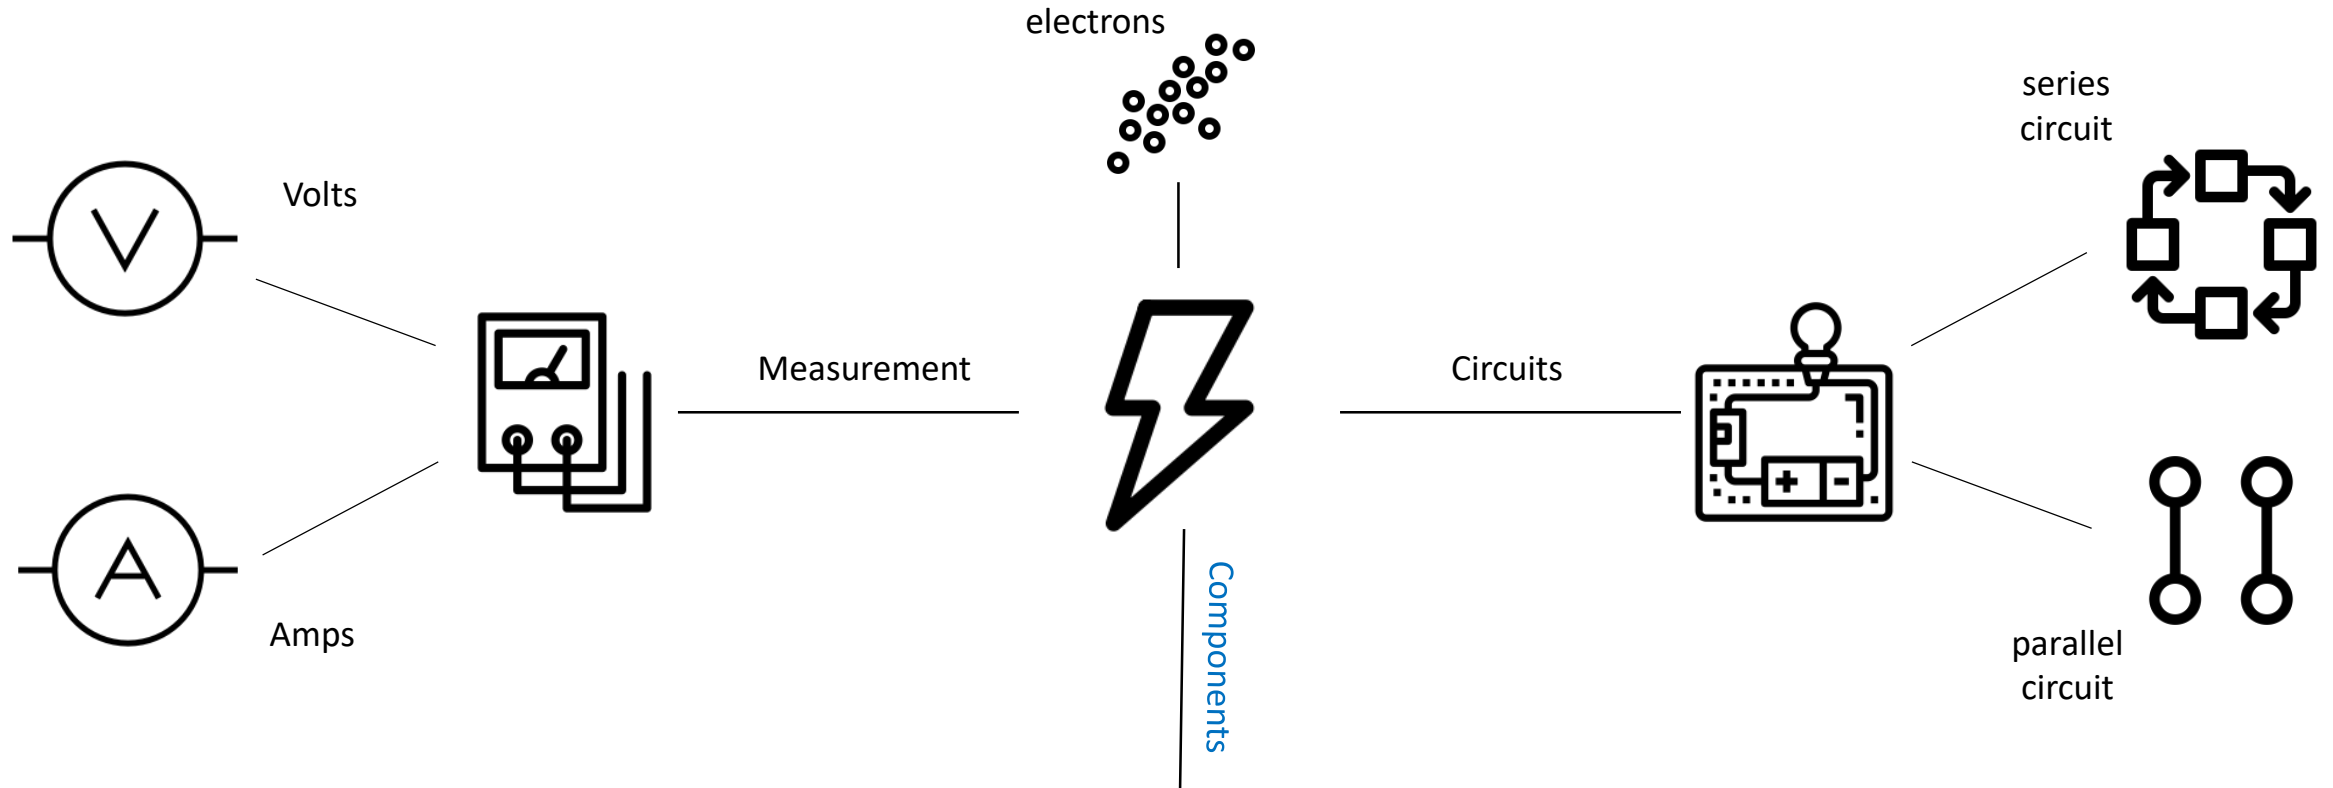 electrons
series
circuit
Volts
V
Measurement
Circuits
A
Amps
Components
parallel
circuit